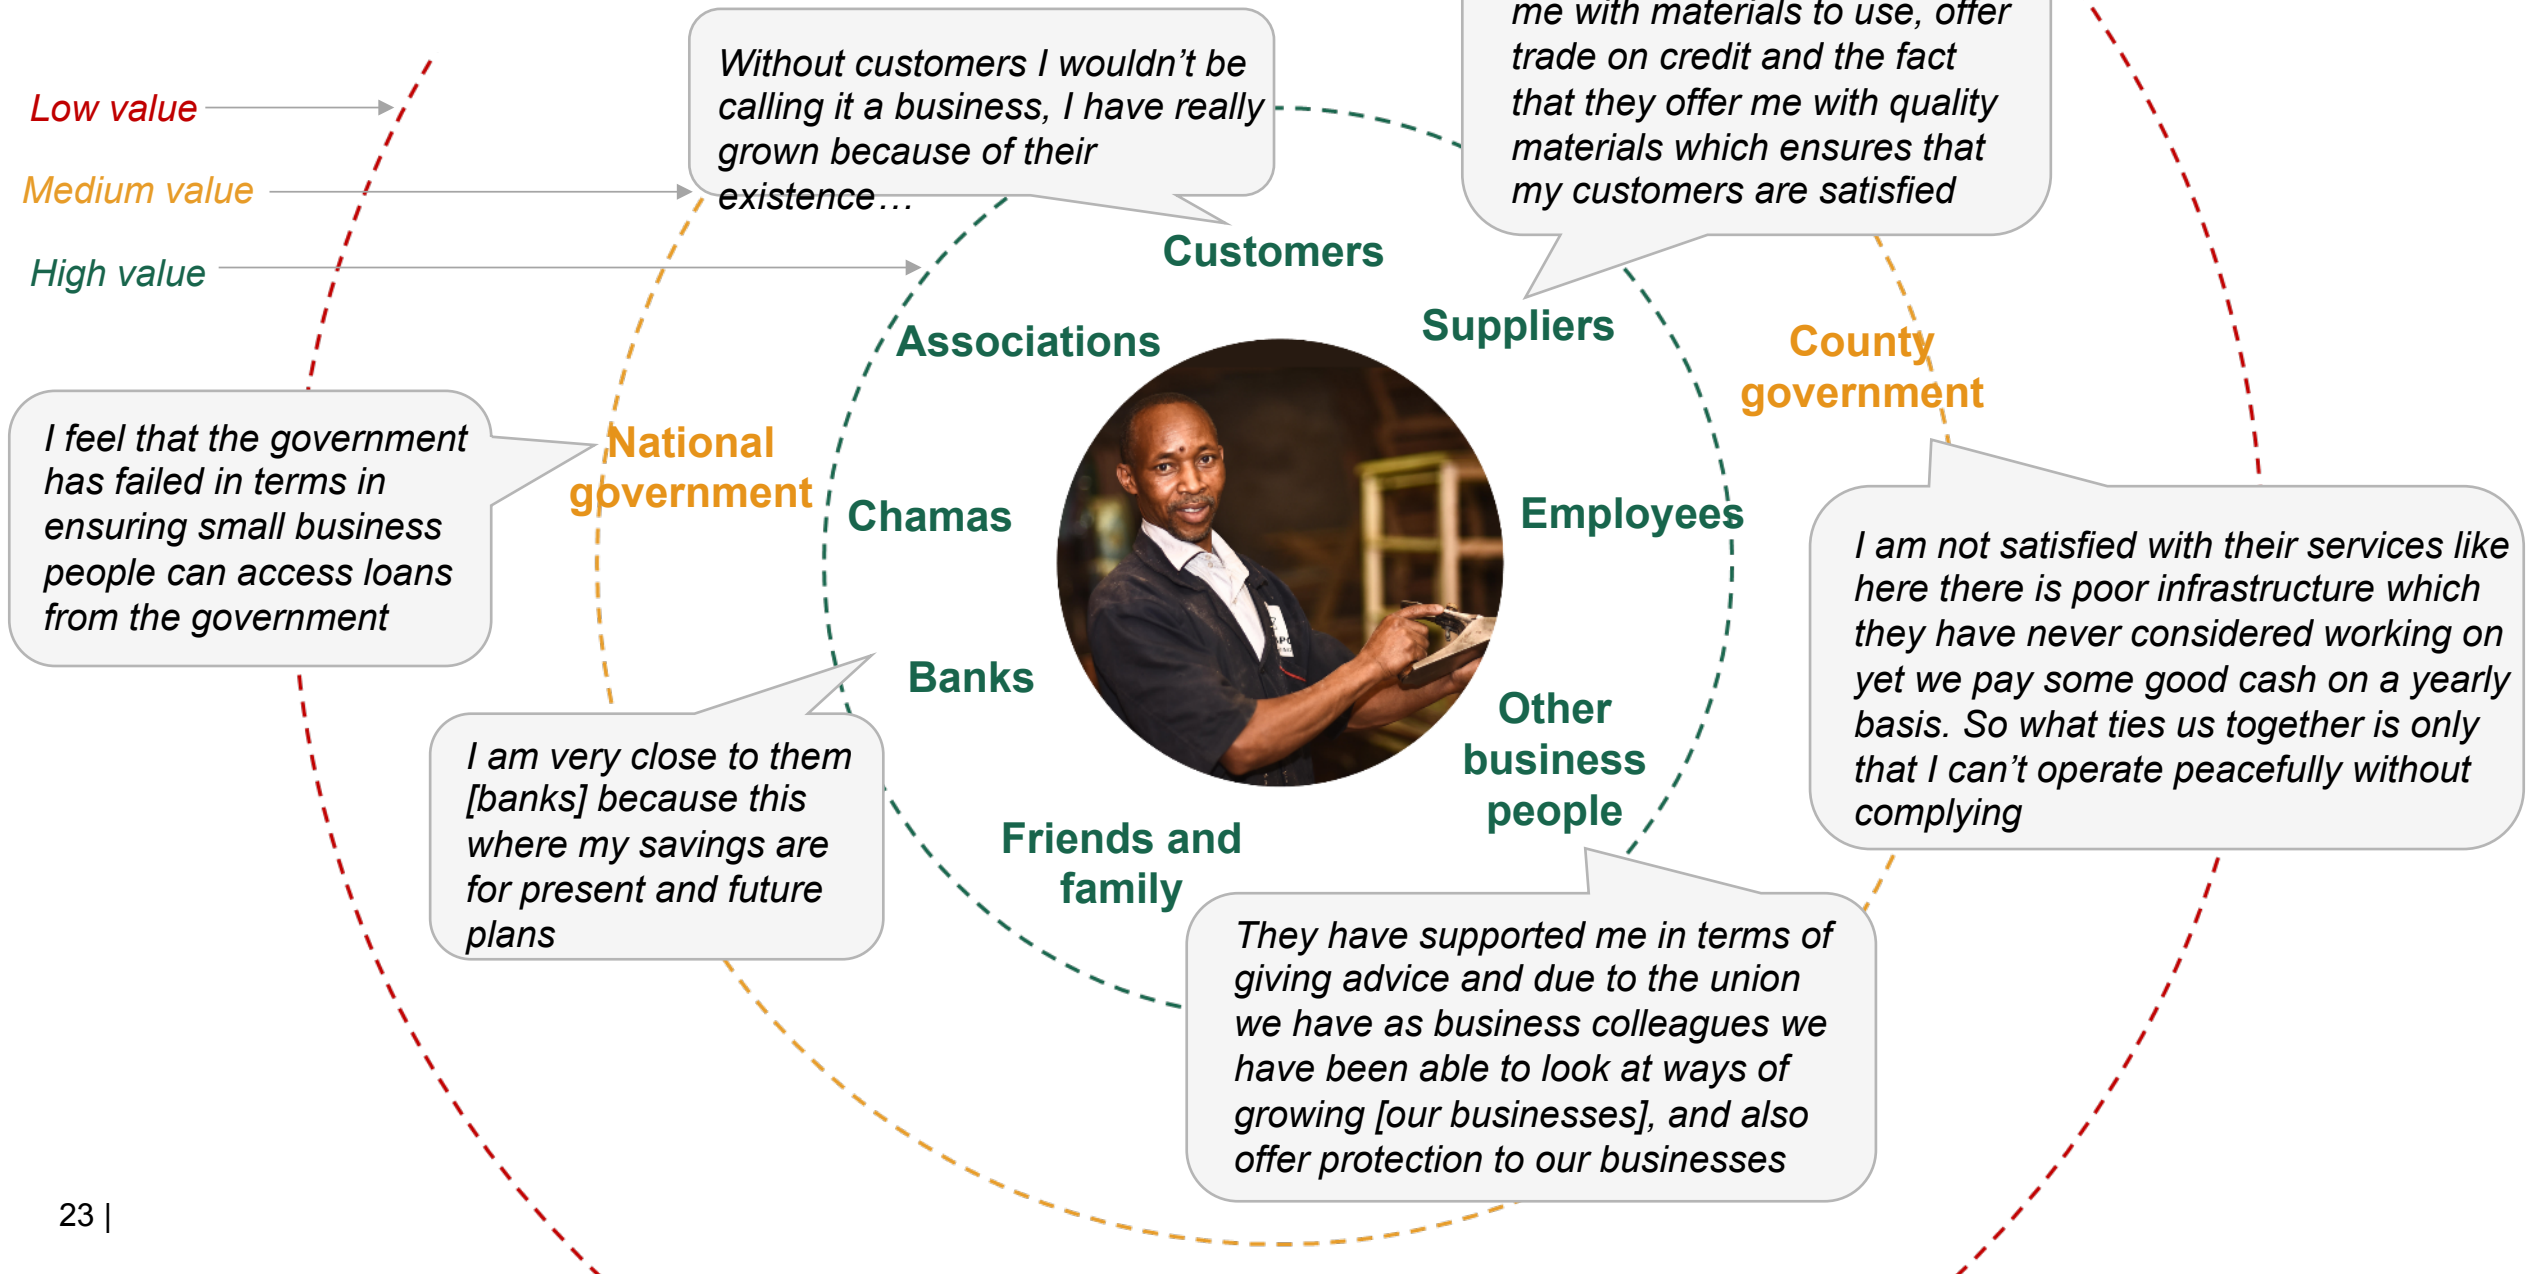 me with materials to use, offer
trade on credit and the fact
that they offer me with quality
materials which ensures that
my customers are satisfied
Without customers I wouldn’t be
calling it a business, I have really
grown because of their
existence…
Low value
Medium value
High value
Customers
Suppliers
Associations
County
government
National
government
Chamas
Employees
Banks
Other
business
people
Friends and
family
I feel that the government
has failed in terms in
ensuring small business
people can access loans
from the government
I am not satisfied with their services like
here there is poor infrastructure which
they have never considered working on
yet we pay some good cash on a yearly
basis. So what ties us together is only
that I can’t operate peacefully without
complying
I am very close to them
[banks] because this
where my savings are
for present and future
plans
They have supported me in terms of
giving advice and due to the union
we have as business colleagues we
have been able to look at ways of
growing [our businesses], and also
offer protection to our businesses
23 |